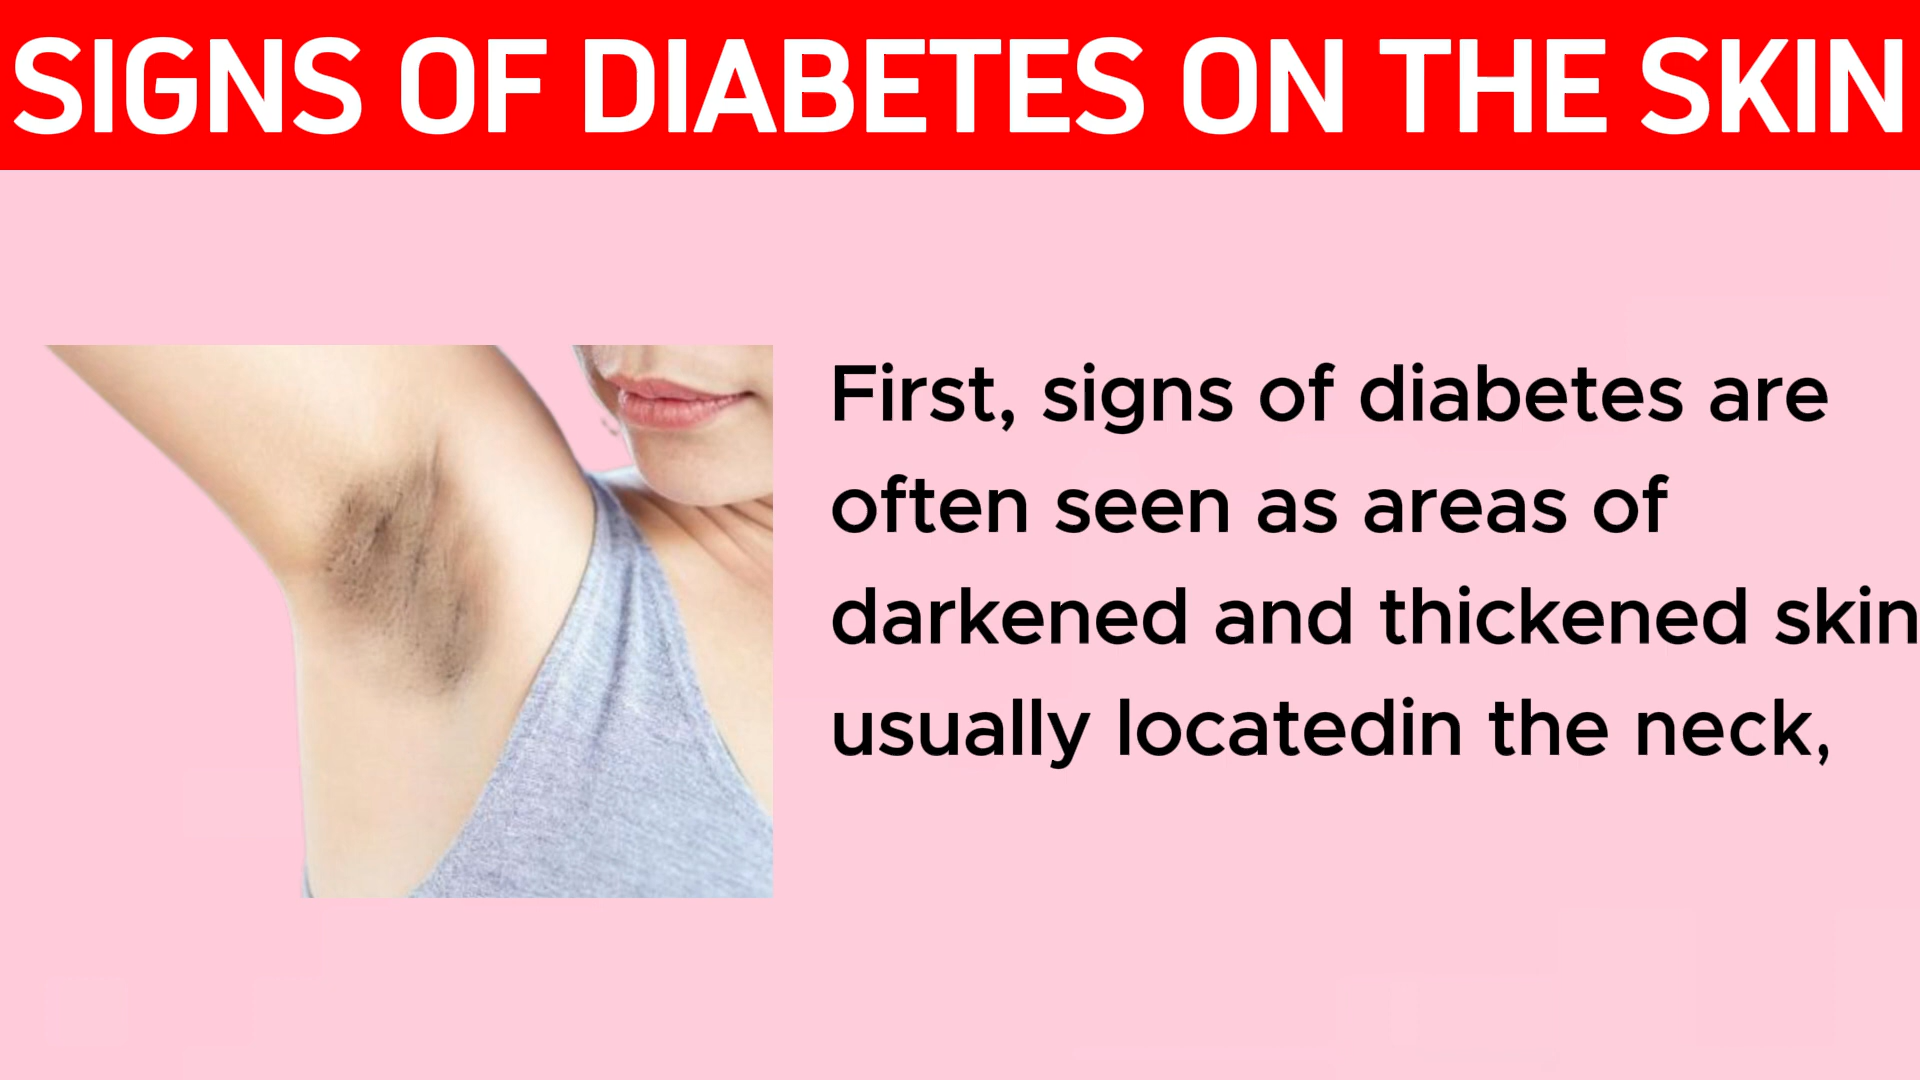 SIGNS OF DIABETES ON THE SKIN
First, signs of diabetes are
often seen as areas of
darkened and thickened skin
usually locatedin the neck,